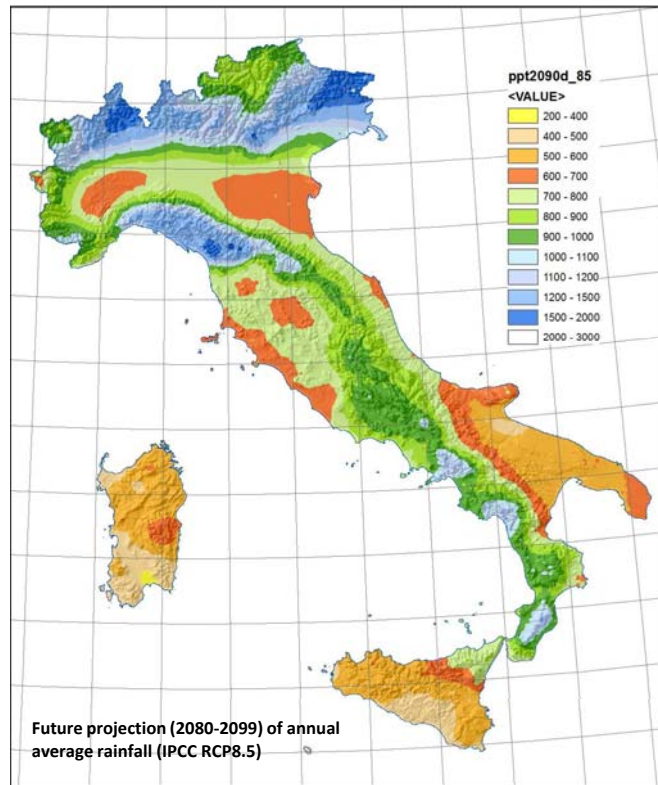 ppt2090d_85
<VALUE>
200 - 400
400 - 500
500 - 600
600 - 700
700 - 800
800 - 900
900 - 1000
1000 - 1100
1100 - 1200
1200 - 1500
1500 - 2000
2000 - 3000
Future projection (2080-2099) of annual
average rainfall (IPCC RCP8.5)